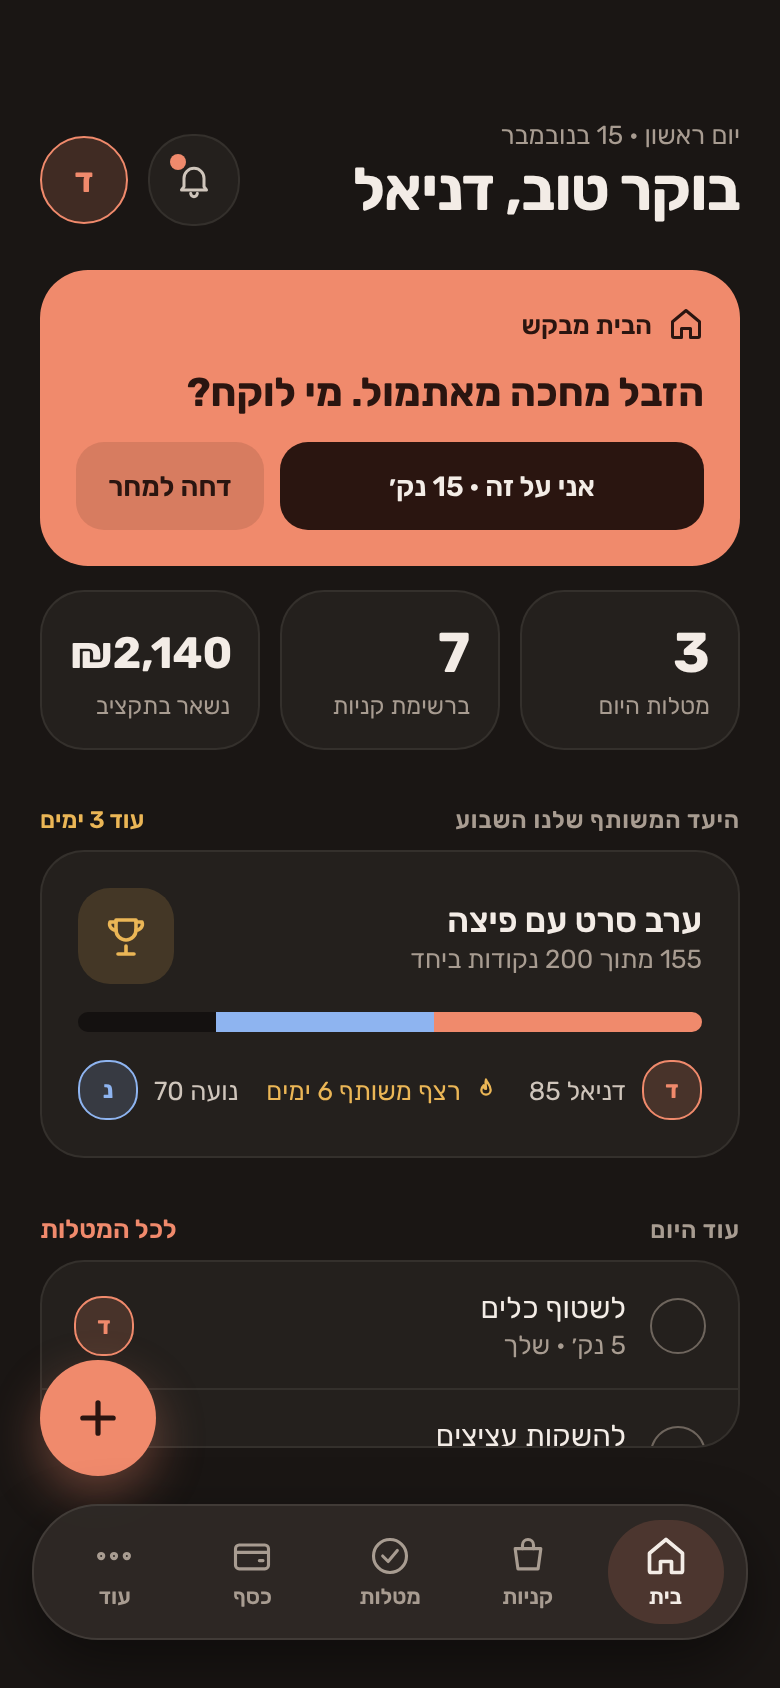 יום ראשון • 15 בנובמבר
בוקר טוב, דניאל
ד
הבית מבקש
הזבל מחכה מאתמול. מי לוקח?
אני על זה • 15 נק׳
דחה למחר
3
מטלות היום
7
ברשימת קניות
₪2,140
נשאר בתקציב
היעד המשותף שלנו השבוע
עוד 3 ימים
ערב סרט עם פיצה
155 מתוך 200 נקודות ביחד
ד
דניאל 85
רצף משותף 6 ימים
נועה 70
נ
עוד היום
לכל המטלות
לשטוף כלים
5 נק׳ • שלך
ד
להשקות עציצים
בית
קניות
מטלות
כסף
עוד